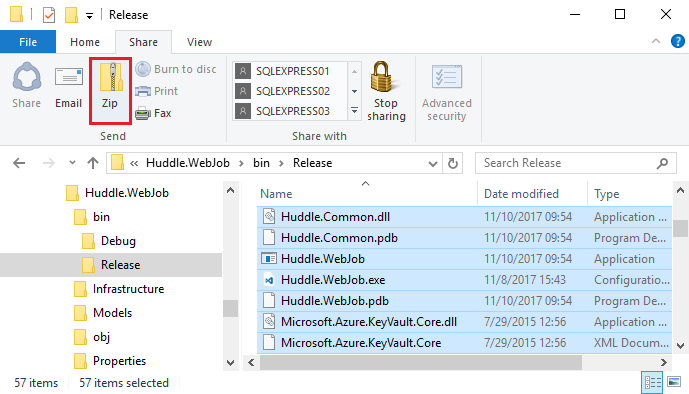 Release
File Home Share View
Share
Email
Zip
Burn to disc
Print
Fax
Send
SQLEXPRESS01
SQLEXPRESS02
SQLEXPRESS03
Share with
Stop sharing
Advanced security
« Huddle.WebJob › bin › Release
Search Release
Huddle.WebJob
bin
Debug
Release
Infrastructure
Models
obj
Properties
Name Date modified Type
Huddle.Common.dll 11/10/2017 09:54 Application ...
Huddle.Common.pdb 11/10/2017 09:54 Program De...
Huddle.WebJob 11/10/2017 09:54 Application
Huddle.WebJob.exe 11/8/2017 15:43 Configuratio...
Huddle.WebJob.pdb 11/10/2017 09:54 Program De...
Microsoft.Azure.KeyVault.Core.dll 7/29/2015 12:56 Application ...
Microsoft.Azure.KeyVault.Core 7/29/2015 12:56 XML Docum...
57 items 57 items selected